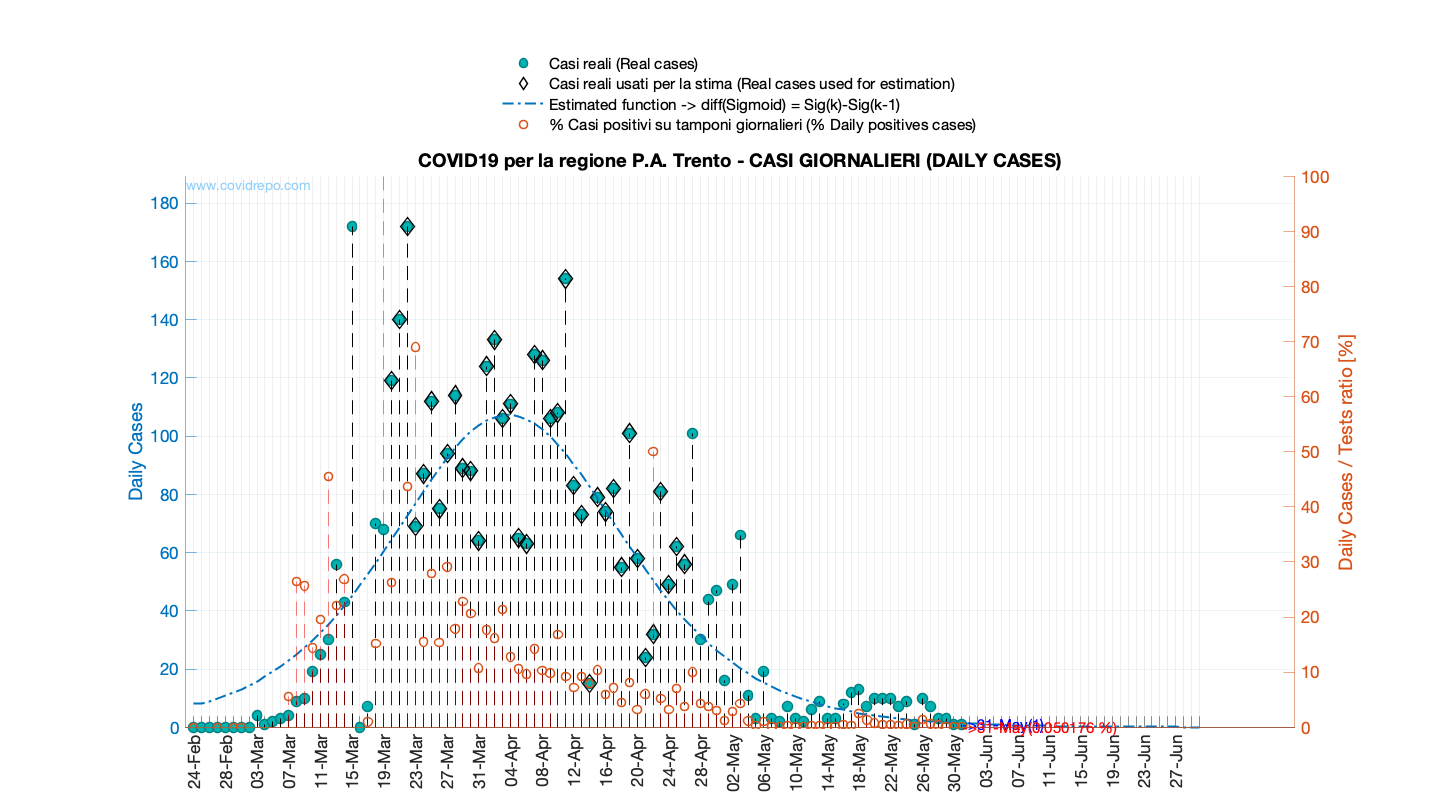 Casi reali (Real cases)
Casi reali usati per la stima (Real cases used for estimation)
Estimated function -> diff(Sigmoid) = Sig(k)-Sig(k-1)
% Casi positivi su tamponi giornalieri (% Daily positives cases)
COVID19 per la regione P.A. Trento - CASI GIORNALIERI (DAILY CASES)
www.covidrepo.com
180
160
140
120
100
80
60
40
20
0
Daily Cases
100
90
80
70
60
50
40
30
20
10
0
Daily Cases / Tests ratio [%]
24-Feb
28-Feb
03-Mar
07-Mar
11-Mar
15-Mar
19-Mar
23-Mar
27-Mar
31-Mar
04-Apr
08-Apr
12-Apr
16-Apr
20-Apr
24-Apr
28-Apr
02-May
06-May
10-May
14-May
18-May
22-May
26-May
30-May
03-Jun
07-Jun
11-Jun
15-Jun
19-Jun
23-Jun
27-Jun